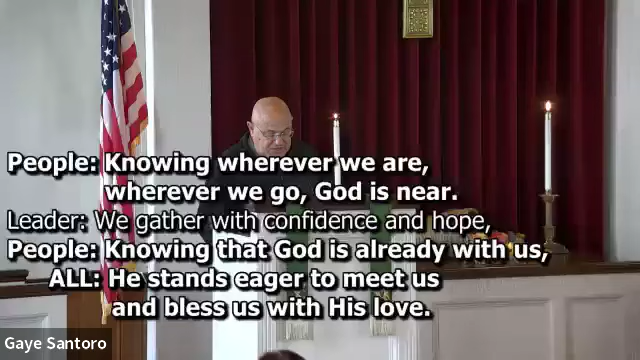 People: Knowing wherever we are,
wherever we go, God is near.
Leader: We gather with confidence and hope,
People: Knowing that God is already with us,
ALL: He stands eager to meet us
and bless us with His love.
Gaye Santoro